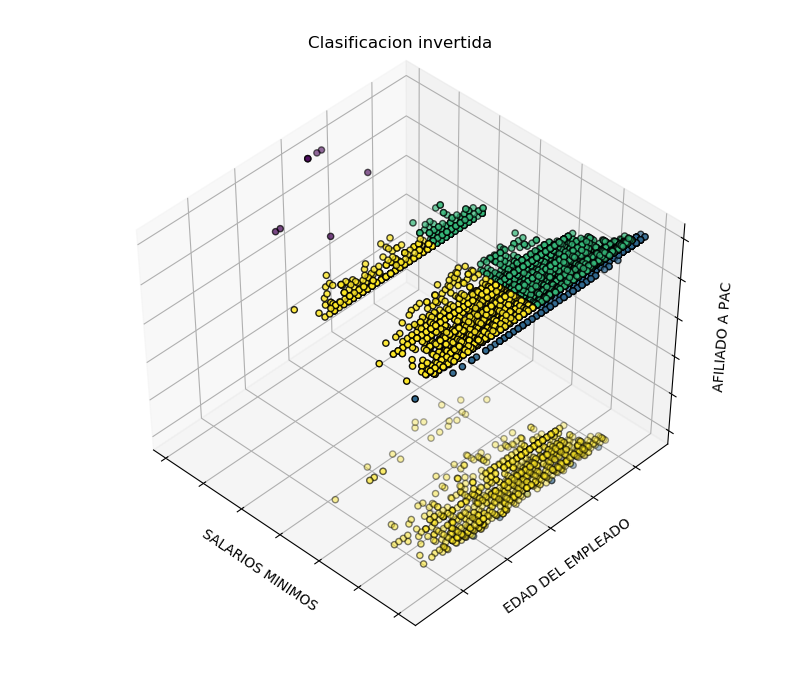 Clasificacion invertida
AFILIADO A PAC
SALARIOS MINIMOS
EDAD DEL EMPLEADO